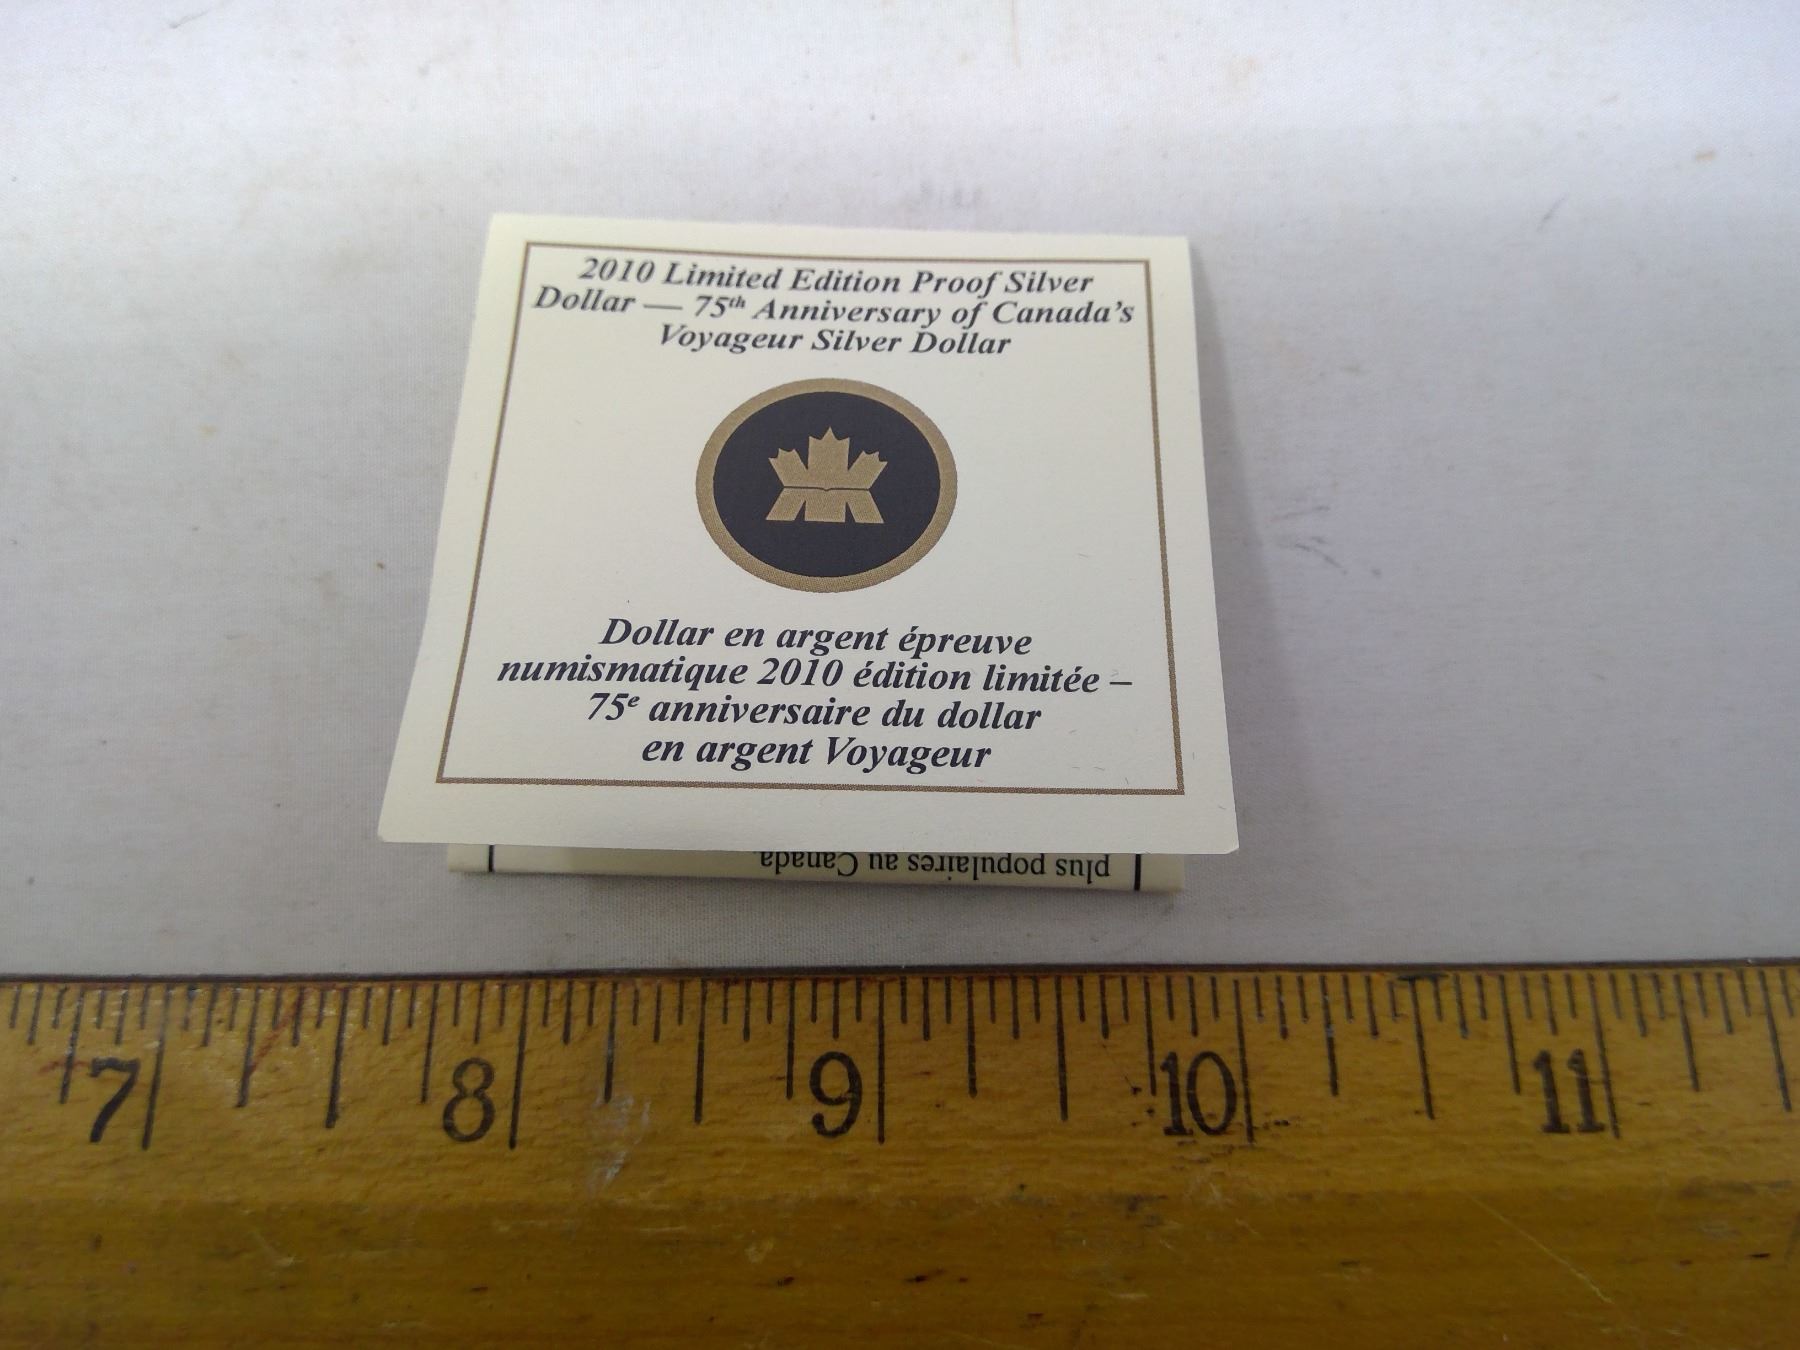 2010 Limited Edition Proof Silver
Dollar — 75th Anniversary of Canada's
Voyageur Silver Dollar
Dollar en argent épreuve
numismatique 2010 édition limitée –
75e anniversaire du dollar
en argent Voyageur
plus populaires au Canada.
7 8 9 10 11